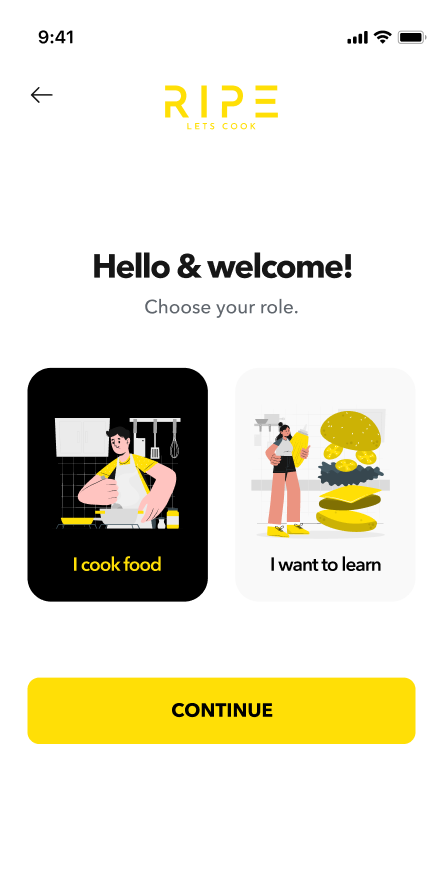 9:41
RIPE
LETS COOK
Hello & welcome!
Choose your role.
I cook food
I want to learn
CONTINUE